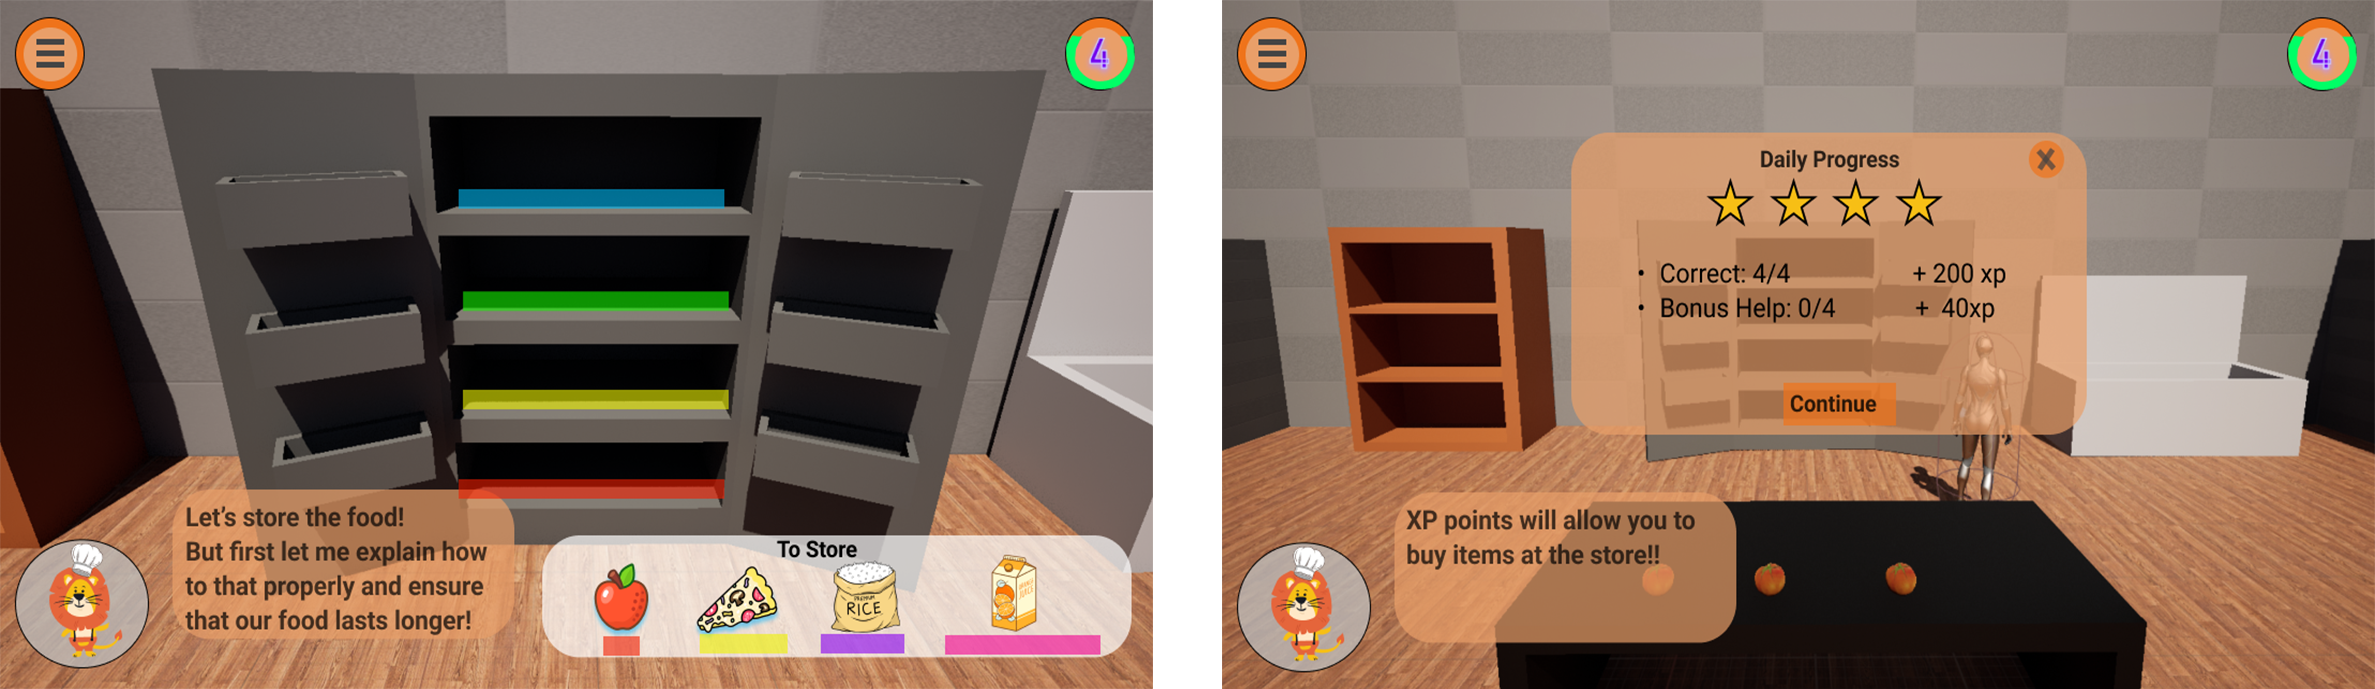 4
Let's store the food!
But first let me explain how
to that properly and ensure
that our food lasts longer!
To Store
PREMIUM
RICE
4
Daily Progress
X
• Correct: 4/4 + 200 xp
• Bonus Help: 0/4 + 40xp
Continue
XP points will allow you to
buy items at the store!!